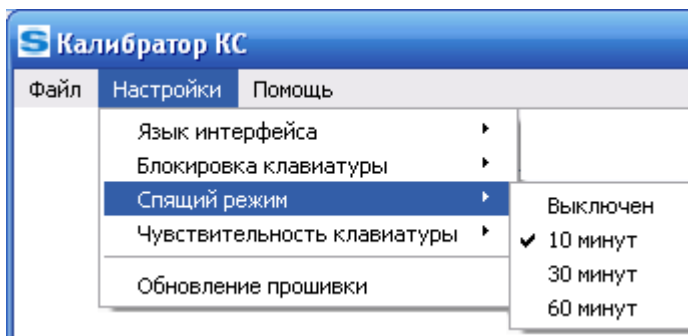 S Калибратор КС
Файл Настройки Помощь
Язык интерфейса
Блокировка клавиатуры
Спящий режим
Выключен
10 минут
30 минут
60 минут
Чувствительность клавиатуры
Обновление прошивки